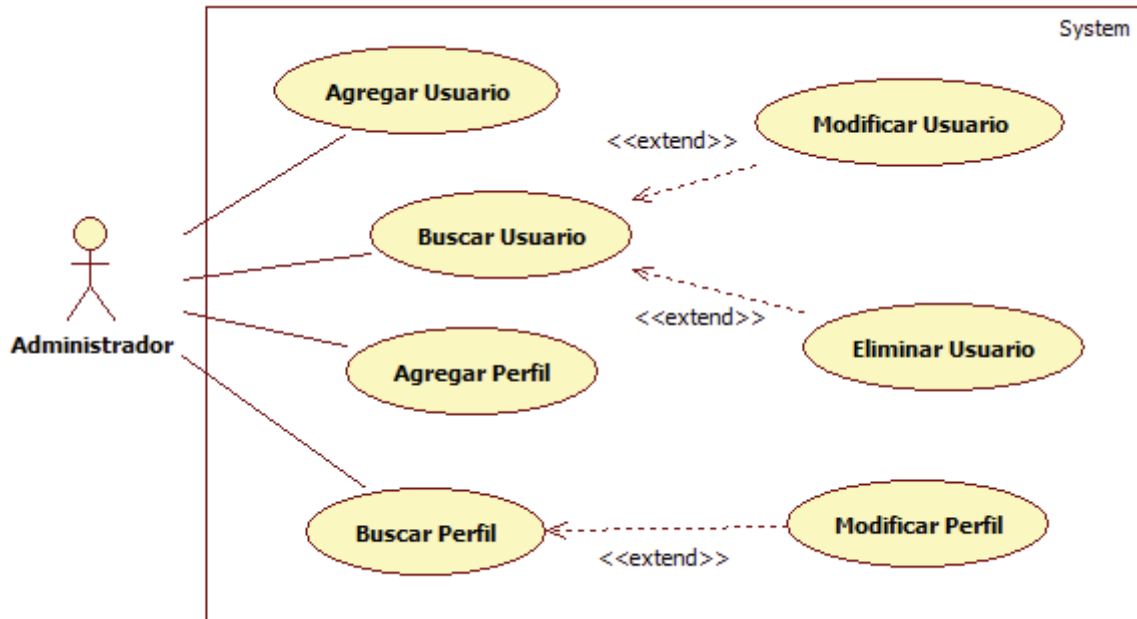 System
Agregar Usuario
Modificar Usuario
<<extend>>
Buscar Usuario
<<extend>>
Administrador
Eliminar Usuario
Agregar Perfil
Buscar Perfil
Modificar Perfil
<<extend>>